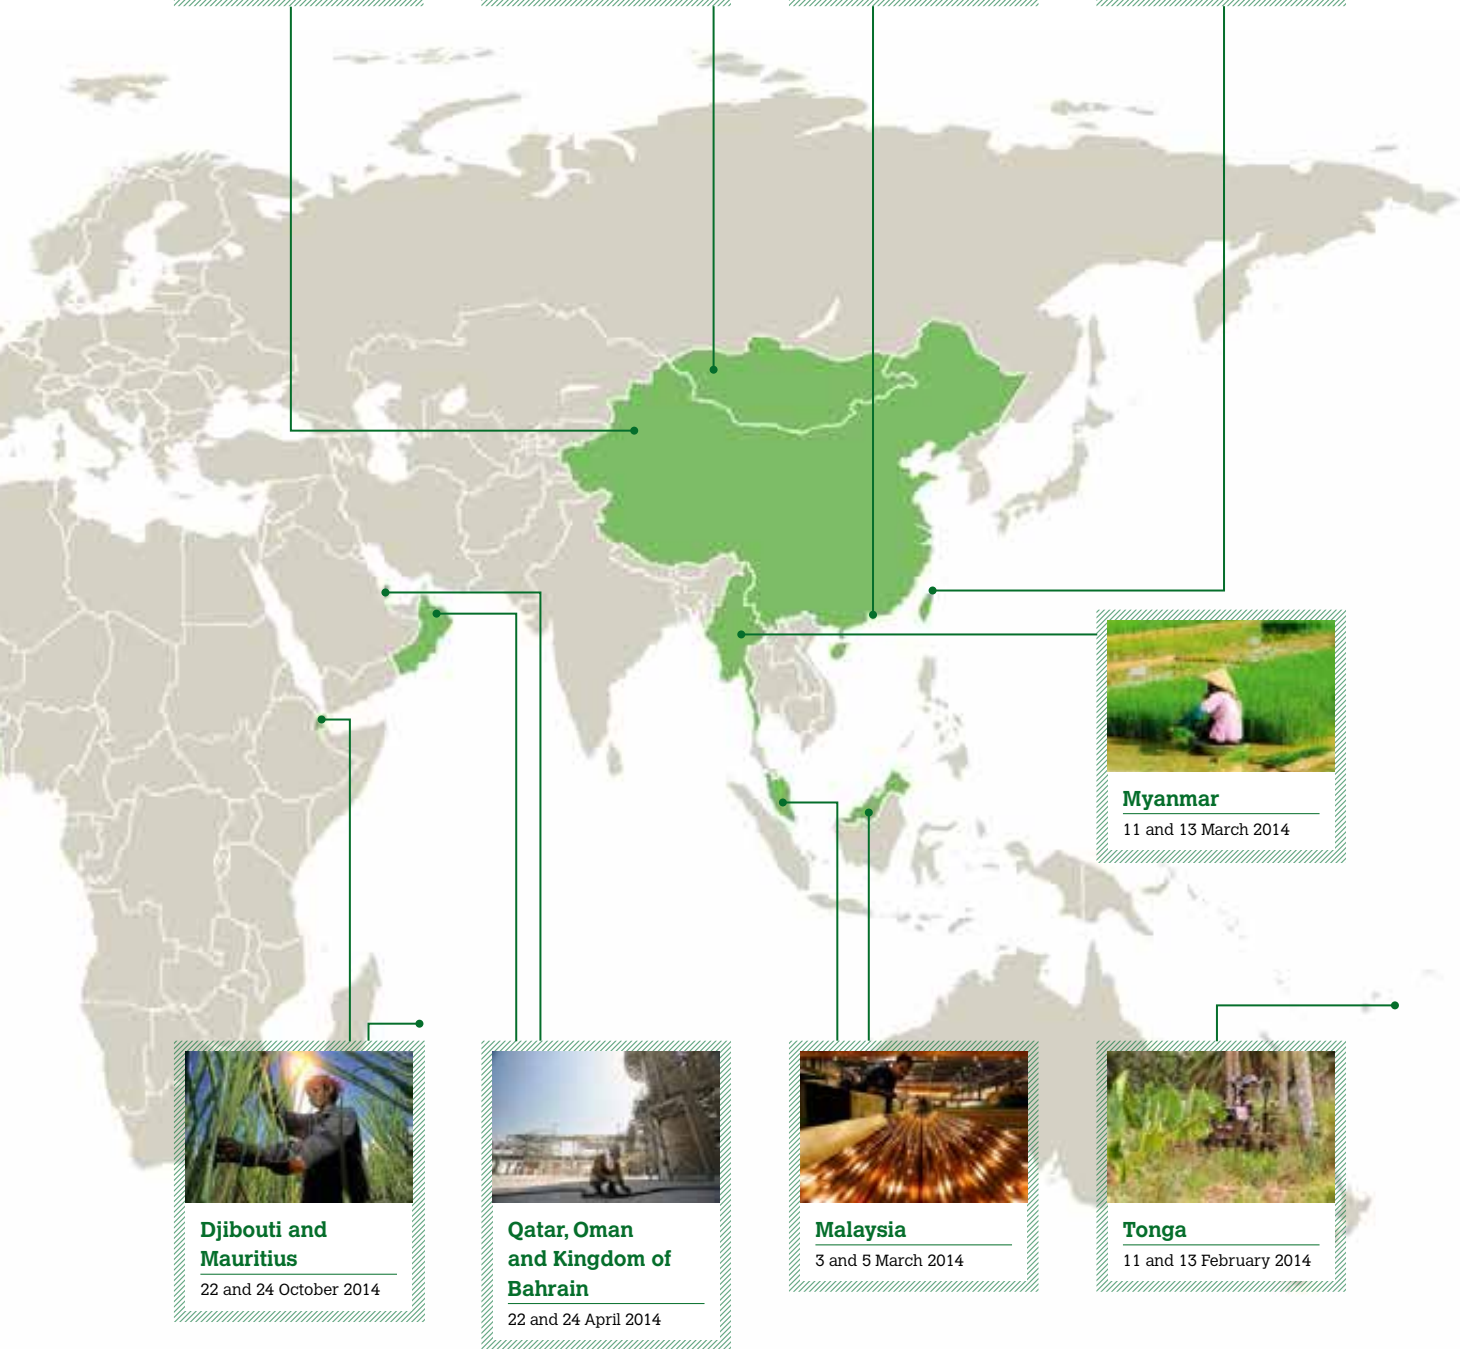 Myanmar
11 and 13 March 2014
Djibouti and
Mauritius
22 and 24 October 2014
Qatar, Oman
and Kingdom of
Bahrain
22 and 24 April 2014
Malaysia
3 and 5 March 2014
Tonga
11 and 13 February 2014